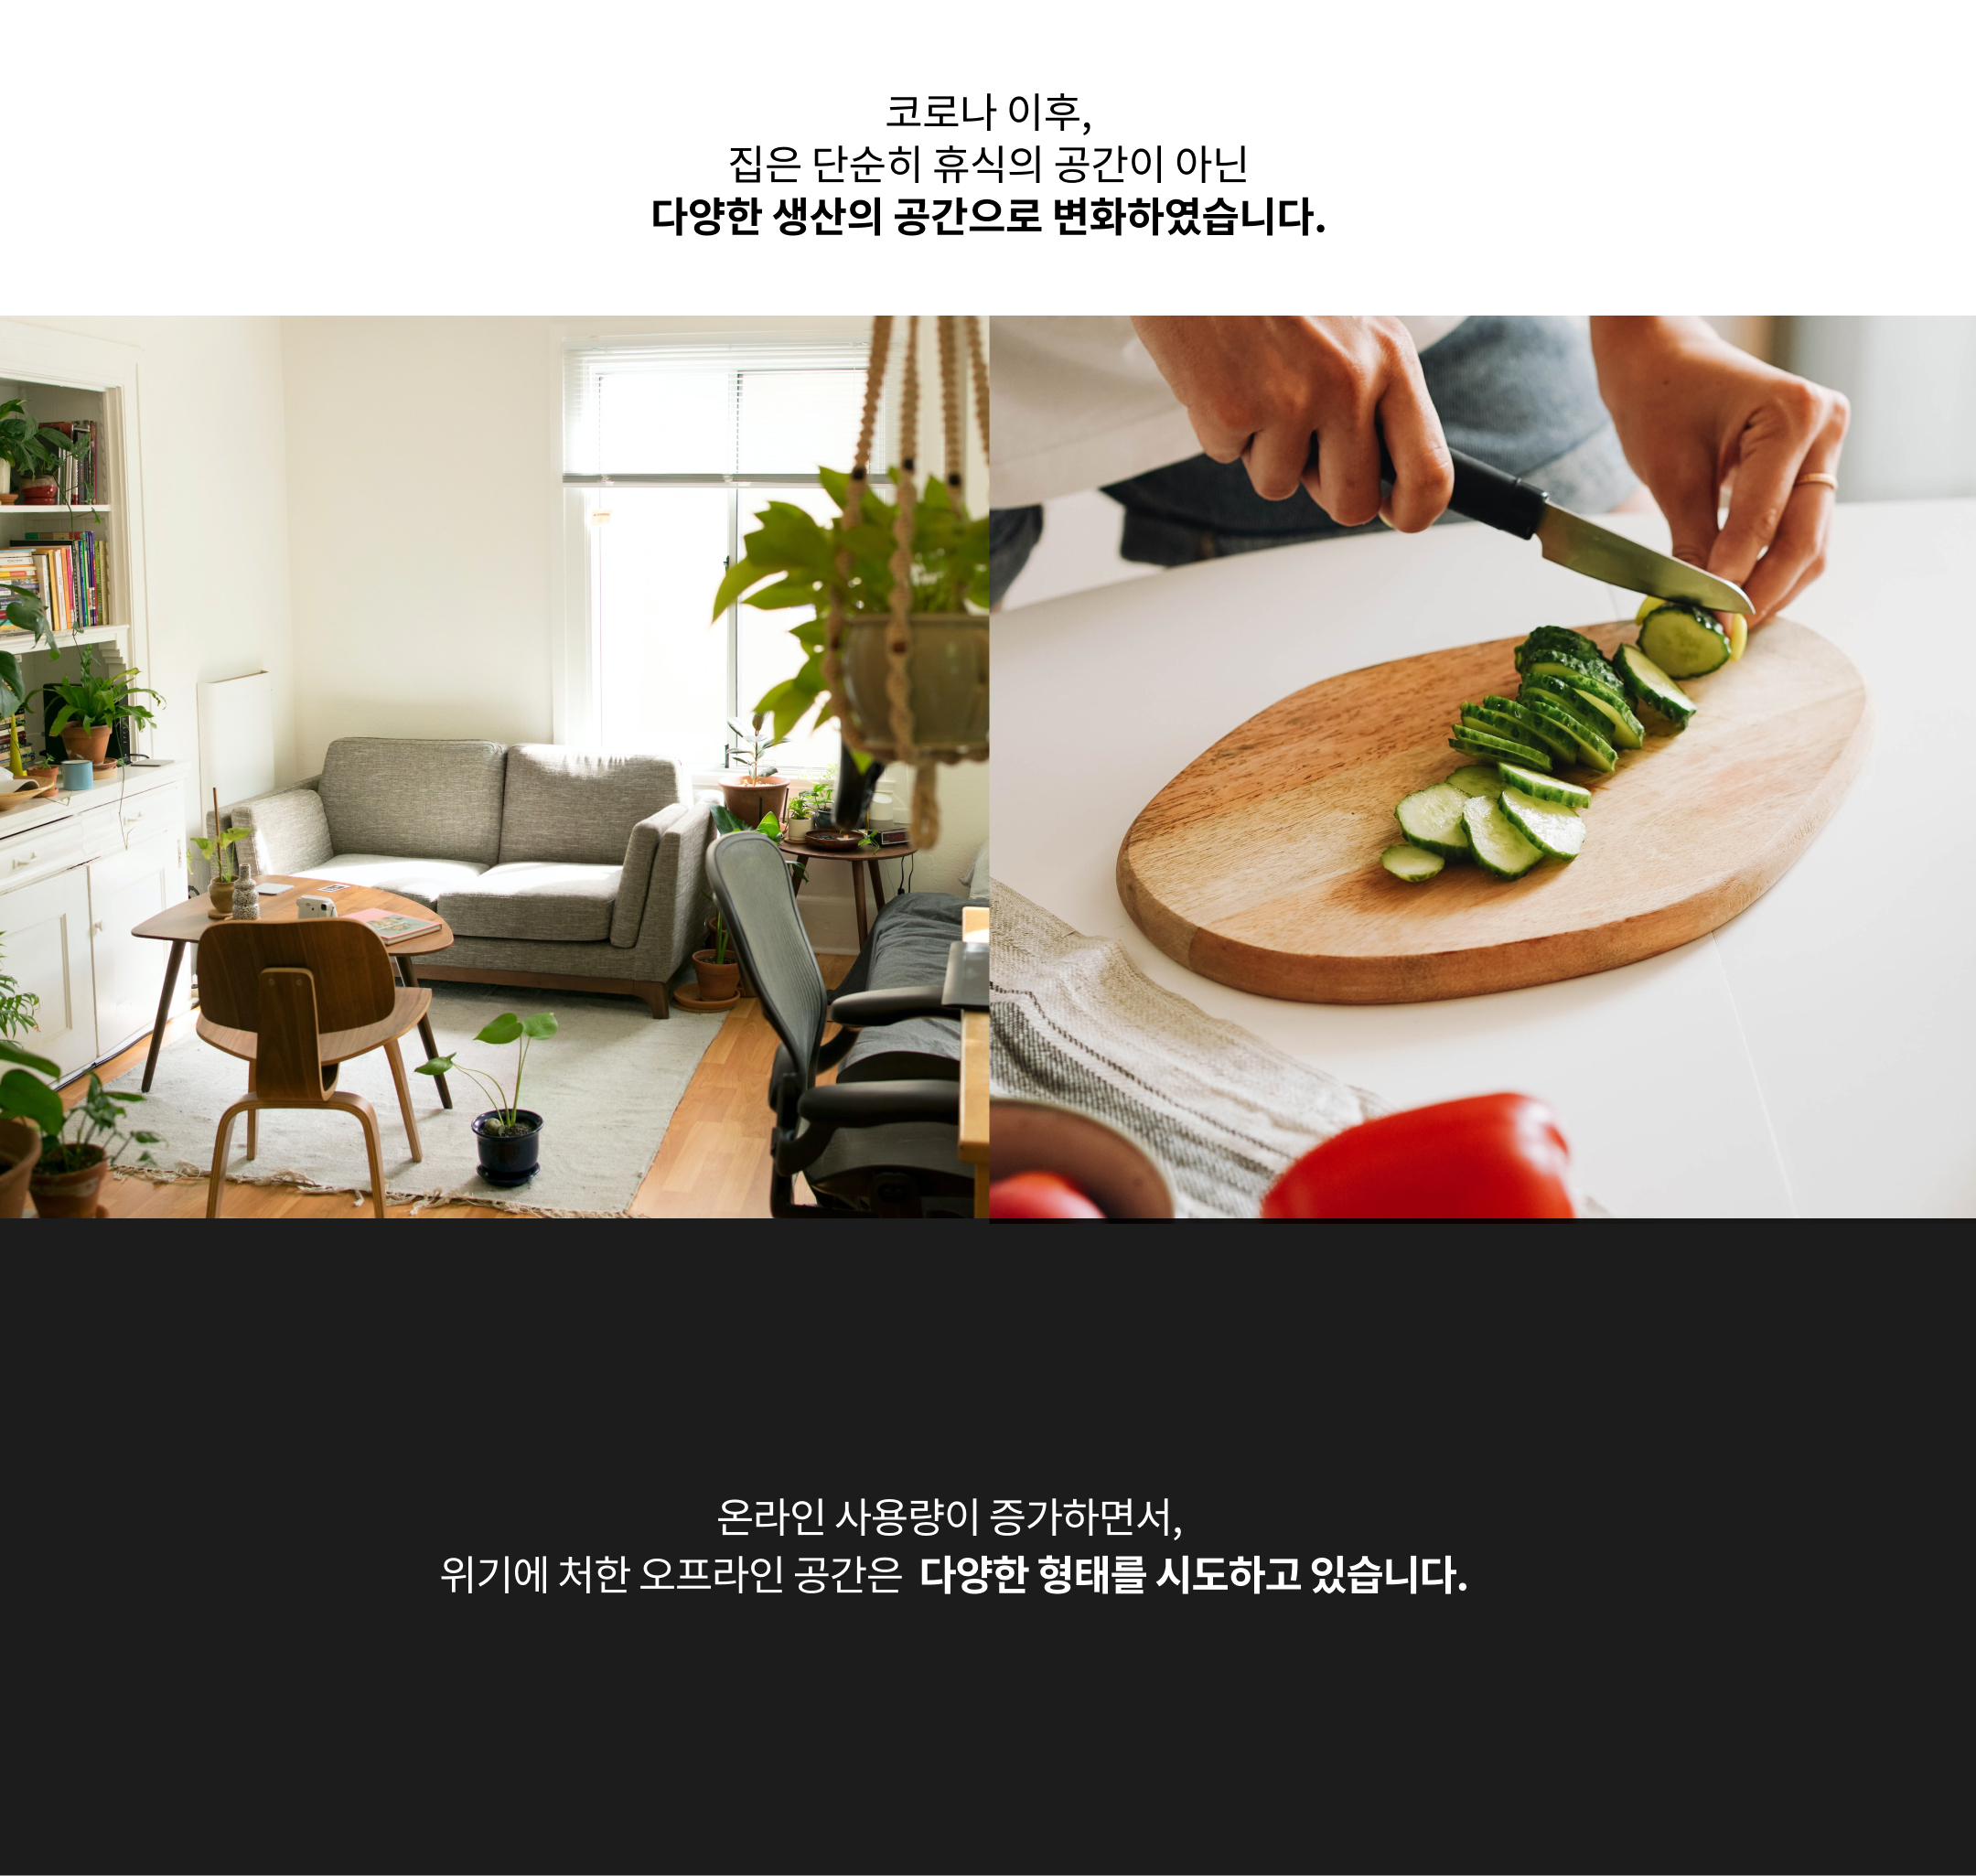 코로나 이후,
집은 단순히 휴식의 공간이 아닌
다양한 생산의 공간으로 변화하였습니다.
온라인 사용량이 증가하면서,
위기에 처한 오프라인 공간은 다양한 형태를 시도하고 있습니다.